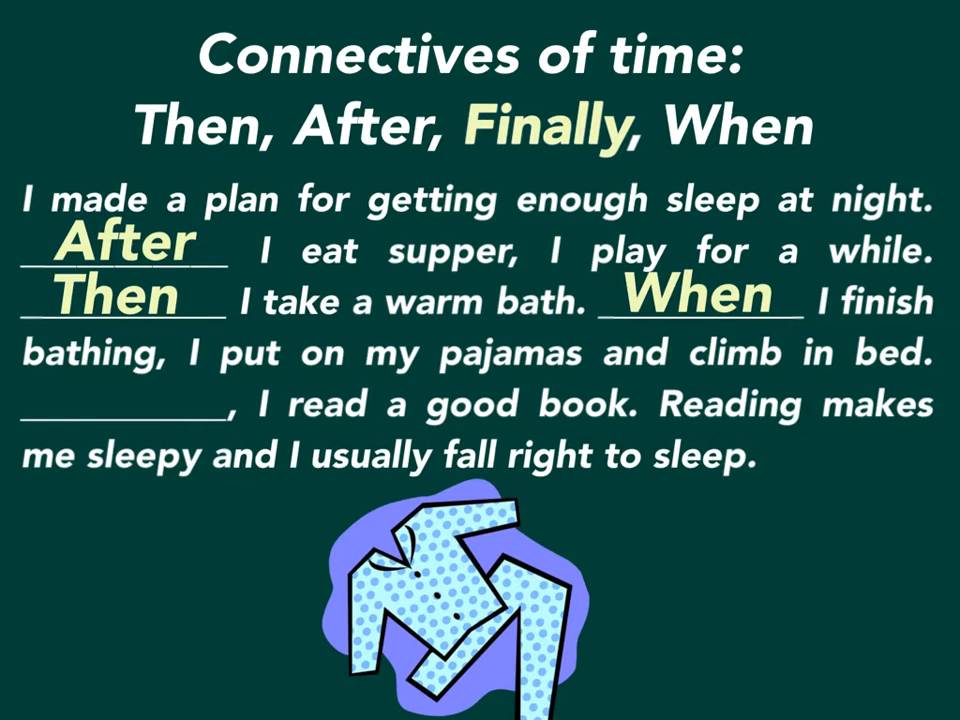 Connectives of time:
Then, After, Finally, When
I made a plan for getting enough sleep at night.
After I eat supper, I play for a while.
Then I take a warm bath. When I finish
bathing, I put on my pajamas and climb in bed.
___________, I read a good book. Reading makes
me sleepy and I usually fall right to sleep.